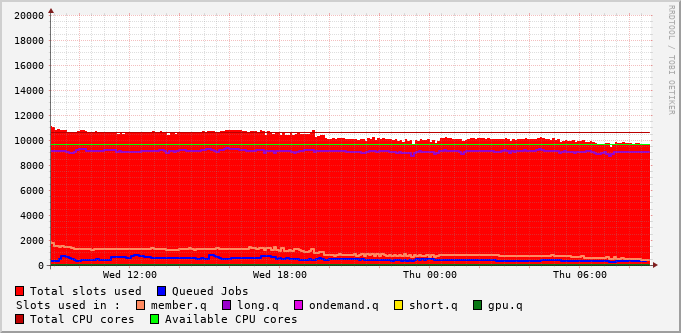 20000
18000
16000
14000
12000
10000
8000
6000
4000
2000
0
Wed 12:00 Wed 18:00 Thu 00:00 Thu 06:00
RRDTOOL / TOBI OETIKER
Total slots used Queued Jobs
Slots used in : member.q long.q ondemand.q short.q gpu.q
Total CPU cores Available CPU cores